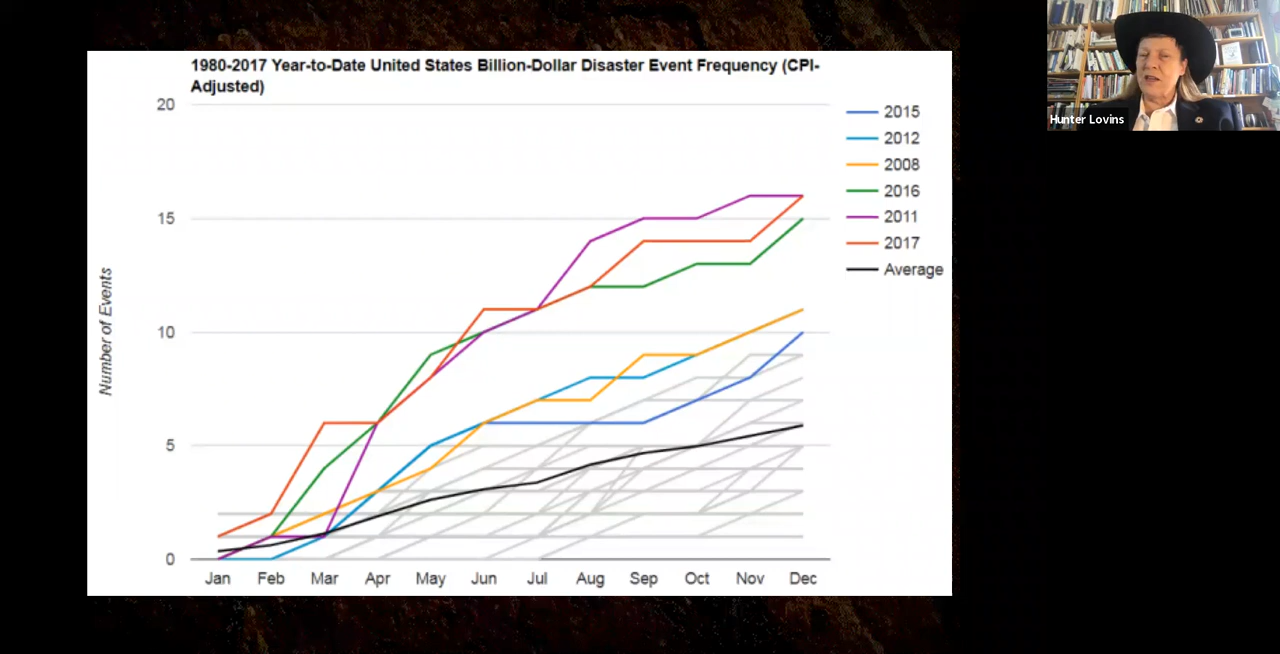 1980-2017 Year-to-Date United States Billion-Dollar Disaster Event Frequency (CPI-
Adjusted)
20
15
10
5
0
Number of Events
Jan Feb Mar Apr May Jun Jul Aug Sep Oct Nov Dec
2015
2012
2008
2016
2011
2017
Average
Hunter Lovins